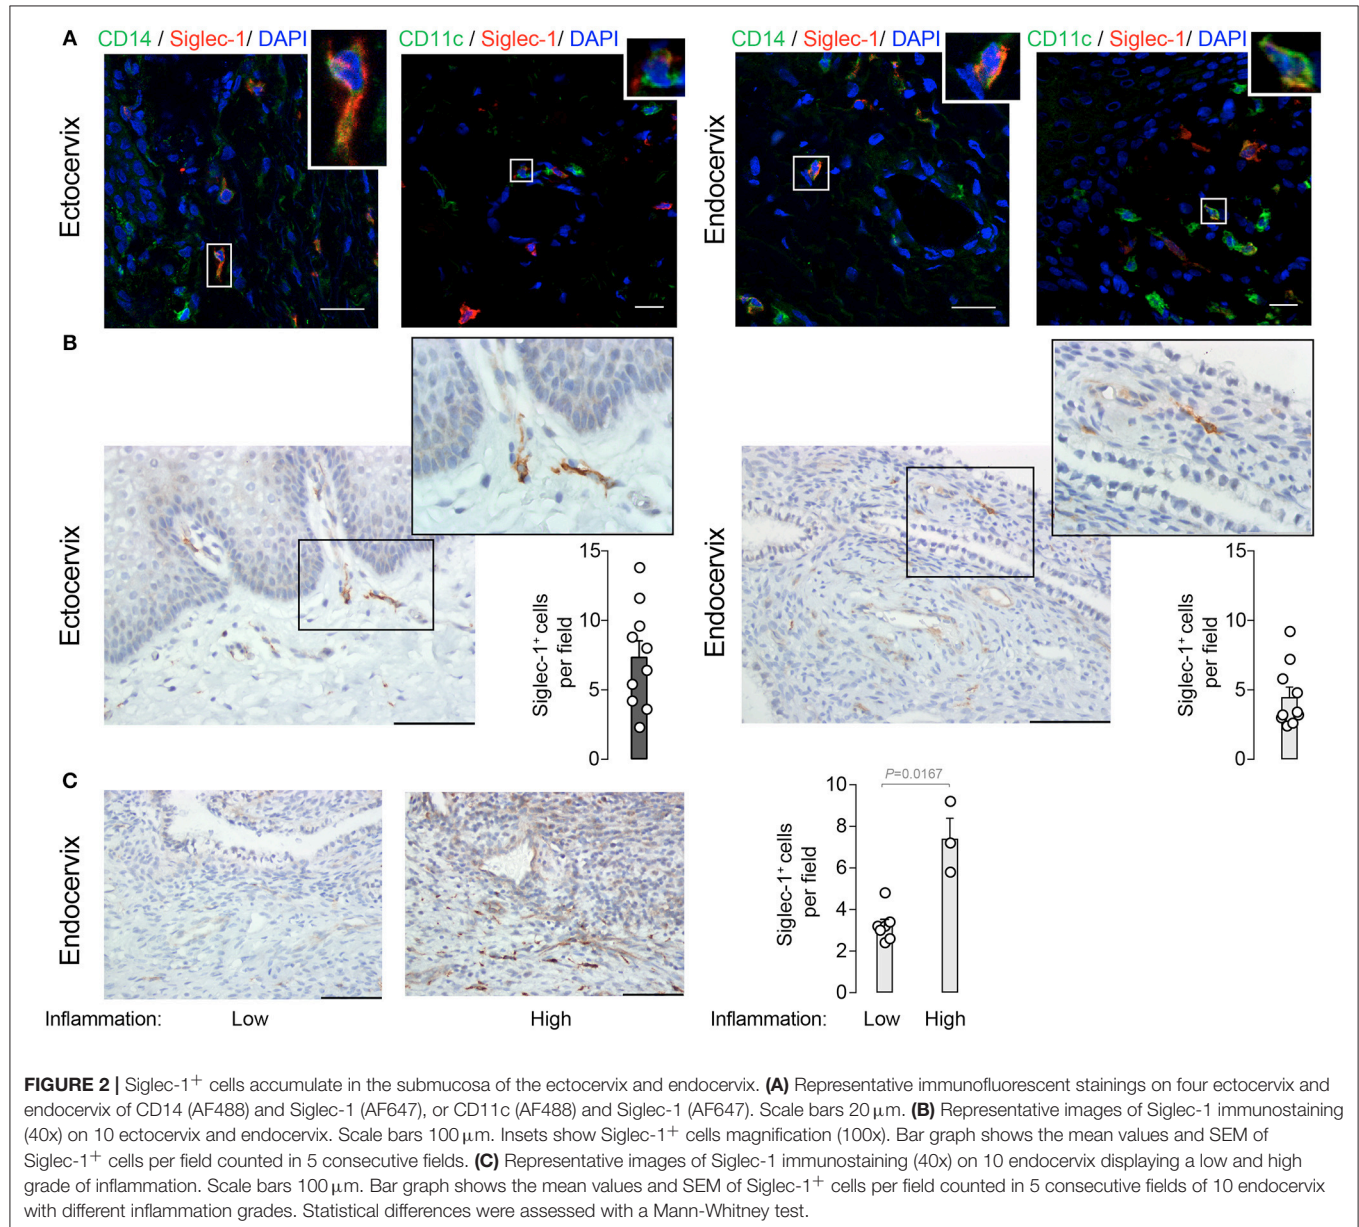 A
CD14 / Siglec-1/ DAPI
CD11c / Siglec-1/ DAPI
CD14 / Siglec-1/ DAPI
CD11c / Siglec-1/ DAPI
Ectocervix
Endocervix
B
Ectocervix
15
10
5
0
Siglec-1⁺ cells
per field
Endocervix
15
10
5
0
Siglec-1⁺ cells
per field
C
Endocervix
Inflammation:
Low
High
P=0.0167
10
8
6
4
2
0
Siglec-1⁺ cells
per field
Inflammation:
Low
High
FIGURE 2 | Siglec-1⁺ cells accumulate in the submucosa of the ectocervix and endocervix. (A) Representative immunofluorescent stainings on four ectocervix and
endocervix of CD14 (AF488) and Siglec-1 (AF647), or CD11c (AF488) and Siglec-1 (AF647). Scale bars 20 μm. (B) Representative images of Siglec-1 immunostaining
(40x) on 10 ectocervix and endocervix. Scale bars 100 μm. Insets show Siglec-1⁺ cells magnification (100x). Bar graph shows the mean values and SEM of
Siglec-1⁺ cells per field counted in 5 consecutive fields. (C) Representative images of Siglec-1 immunostaining (40x) on 10 endocervix displaying a low and high
grade of inflammation. Scale bars 100 μm. Bar graph shows the mean values and SEM of Siglec-1⁺ cells per field counted in 5 consecutive fields of 10 endocervix
with different inflammation grades. Statistical differences were assessed with a Mann-Whitney test.